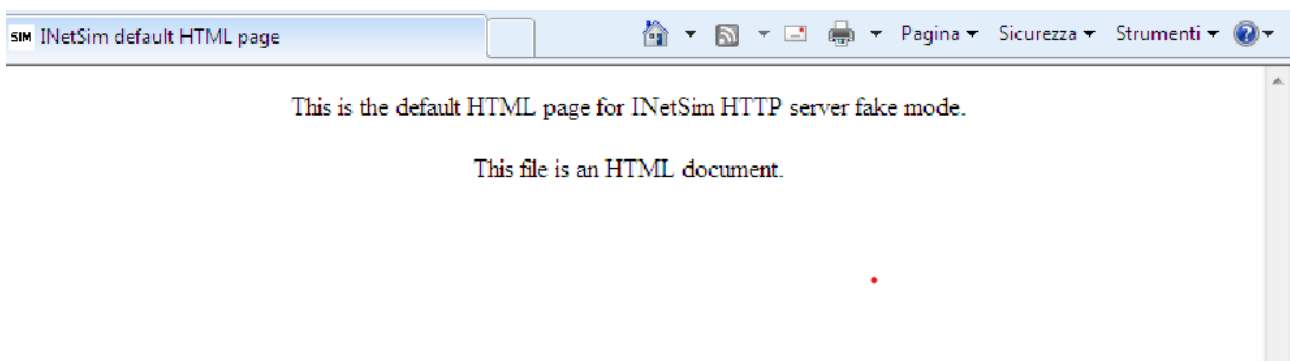 SIM INetSim default HTML page
Pagina Sicurezza Strumenti
This is the default HTML page for INetSim HTTP server fake mode.
This file is an HTML document.